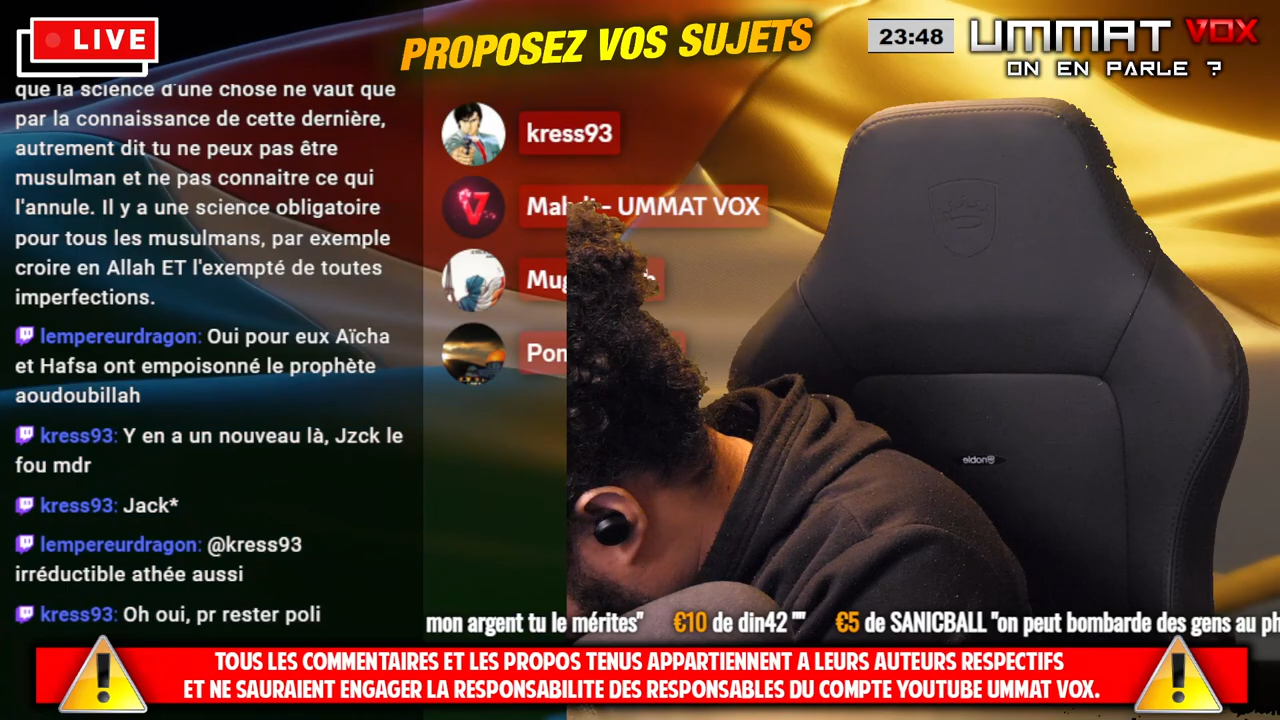 LIVE
PROPOSEZ VOS SUJETS
23:48
UMMAT VOX
ON EN PARLE ?
que la science d'une chose ne vaut que
par la connaissance de cette dernière,
autrement dit tu ne peux pas être
musulman et ne pas connaitre ce qui
l'annule. Il y a une science obligatoire
pour tous les musulmans, par exemple
croire en Allah ET l'exempté de toutes
imperfections.
lempereurdragon: Oui pour eux Aïcha
et Hafsa ont empoisonné le prophète
aoudoubillah
kress93: Y en a un nouveau là, Jzck le
fou mdr
kress93: Jack*
lempereurdragon: @kress93
irréductible athée aussi
kress93: Oh oui, pr rester poli
kress93
- UMMAT VOX
eldon
mon argent tu le mérites" €10 de din42 "" €5 de SANICBALL "on peut bombarde des gens au
TOUS LES COMMENTAIRES ET LES PROPOS TENUS APPARTIENNENT A LEURS AUTEURS RESPECTIFS
ET NE SAURAIENT ENGAGER LA RESPONSABILITE DES RESPONSABLES DU COMPTE YOUTUBE UMMAT VOX.